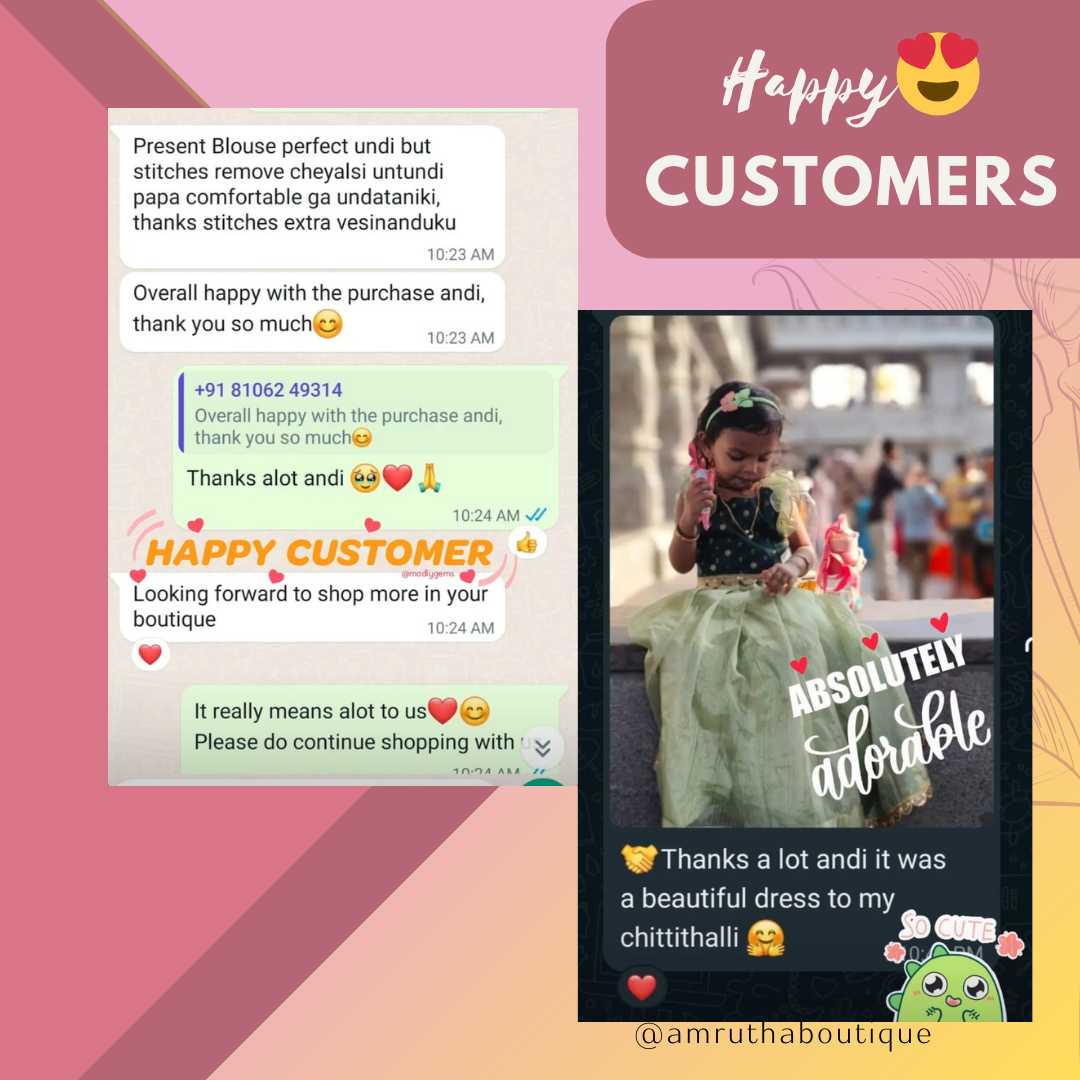 Happy
CUSTOMERS
Present Blouse perfect undi but
stitches remove cheyalsi untundi
papa comfortable ga undataniki,
thanks stitches extra vesinanduku
10:23 AM
Overall happy with the purchase andi,
thank you so much😊
10:23 AM
+91 81062 49314
Overall happy with the purchase andi,
thank you so much😊
Thanks alot andi 🥹❤️🙏
10:24 AM
HAPPY CUSTOMER
@madlygems
Looking forward to shop more in your
boutique
10:24 AM
It really means alot to us❤️😊
Please do continue shopping with
10:24 AM
ABSOLUTELY
adorable
🤝Thanks a lot andi it was
a beautiful dress to my
chittithalli 🤗
SO CUTE
@amruthaboutique